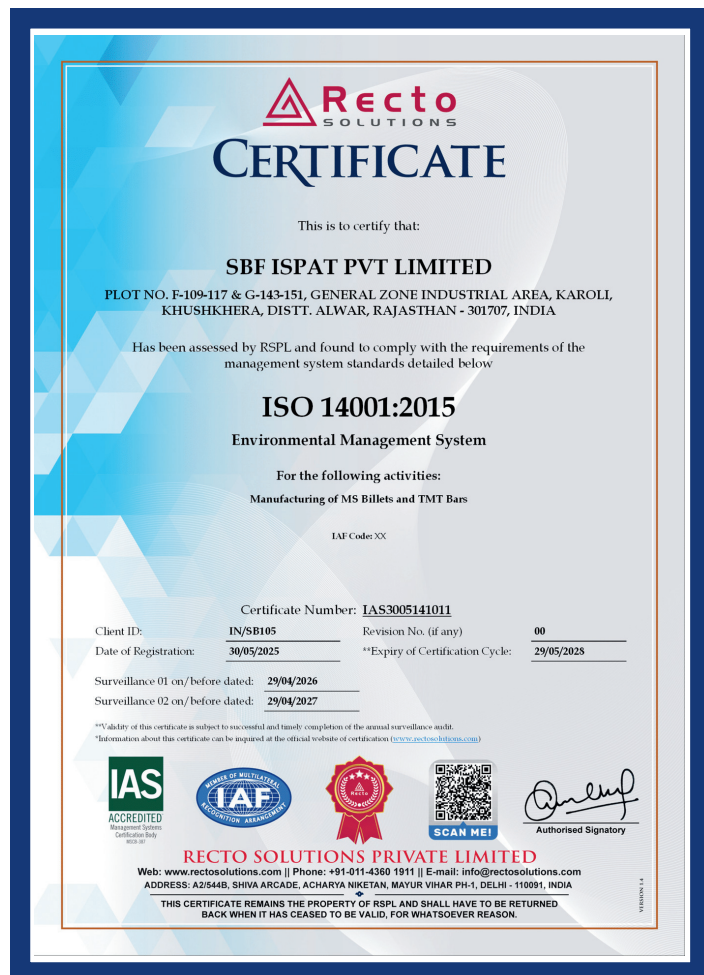 Recto
SOLUTIONS
CERTIFICATE
This is to certify that:
SBF ISPAT PVT LIMITED
PLOT NO. F-109-117 & G-143-151, GENERAL ZONE INDUSTRIAL AREA, KAROLI,
KHUSHKHERA, DISTT. ALWAR, RAJASTHAN - 301707, INDIA
Has been assessed by RSPL and found to comply with the requirements of the
management system standards detailed below
ISO 14001:2015
Environmental Management System
For the following activities:
Manufacturing of MS Billets and TMT Bars
IAF Code: XX
Certificate Number: IAS3005141011
Client ID: IN/SB105 Revision No. (if any) 00
Date of Registration: 30/05/2025 **Expiry of Certification Cycle: 29/05/2028
Surveillance 01 on/before dated: 29/04/2026
Surveillance 02 on/before dated: 29/04/2027
**Validity of this certificate is subject to successful and timely completion of the annual surveillance audit.
*Information about this certificate can be inquired at the official website of certification (www.rectosolutions.com)
IAS
ACCREDITED
Management Systems
Certification Body
MEMBER OF MULTILATERAL
IAF
RECOGNITION ARRANGEMENT
Recto
SCAN ME!
Authorised Signatory
RECTO SOLUTIONS PRIVATE LIMITED
Web: www.rectosolutions.com || Phone: +91-011-4360 1911 || E-mail: info@rectosolutions.com
ADDRESS: A2/544B, SHIVA ARCADE, ACHARYA NIKETAN, MAYUR VIHAR PH-1, DELHI - 110091, INDIA
THIS CERTIFICATE REMAINS THE PROPERTY OF RSPL AND SHALL HAVE TO BE RETURNED
BACK WHEN IT HAS CEASED TO BE VALID, FOR WHATSOEVER REASON.
VERSION 1.4